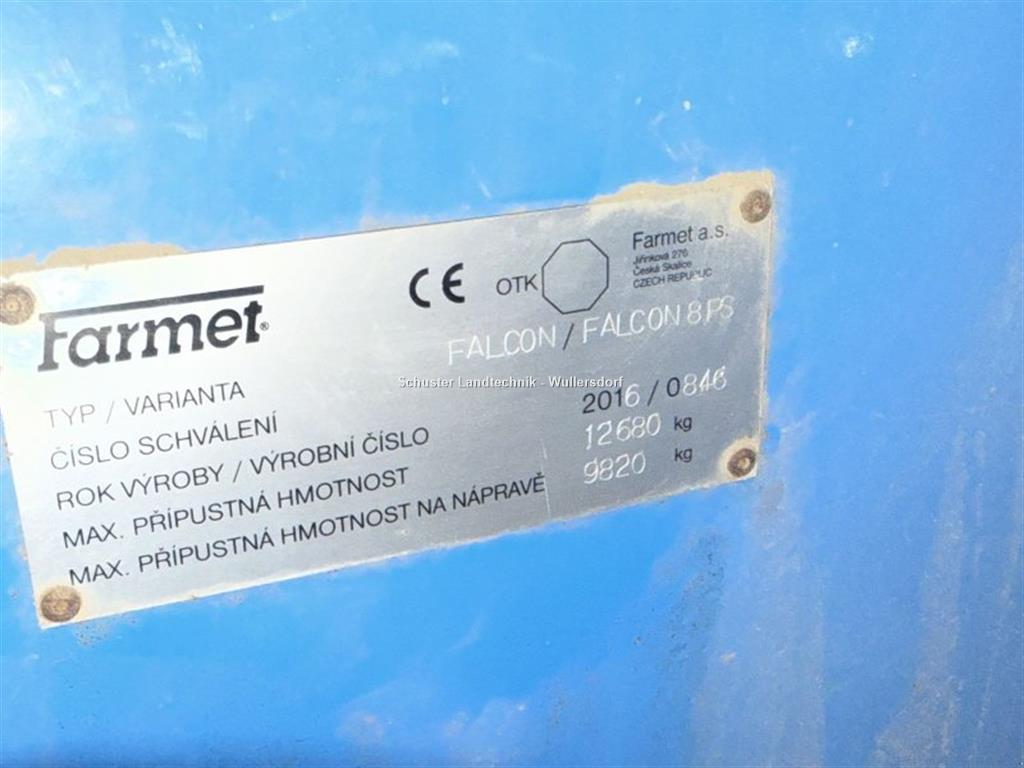 Farmet®
CE
OTK
Farmet a.s.
Jiřinková 276
Česká Skalice
CZECH REPUBLIC
TYP / VARIANTA FALCON / FALCON 8 PS
ČÍSLO SCHVÁLENÍ
ROK VÝROBY / VÝROBNÍ ČÍSLO 2016 / 0846
MAX. PŘÍPUSTNÁ HMOTNOST 12680 kg
MAX. PŘÍPUSTNÁ HMOTNOST NA NÁPRAVĚ 9820 kg
Schuster Landtechnik - Wullersdorf